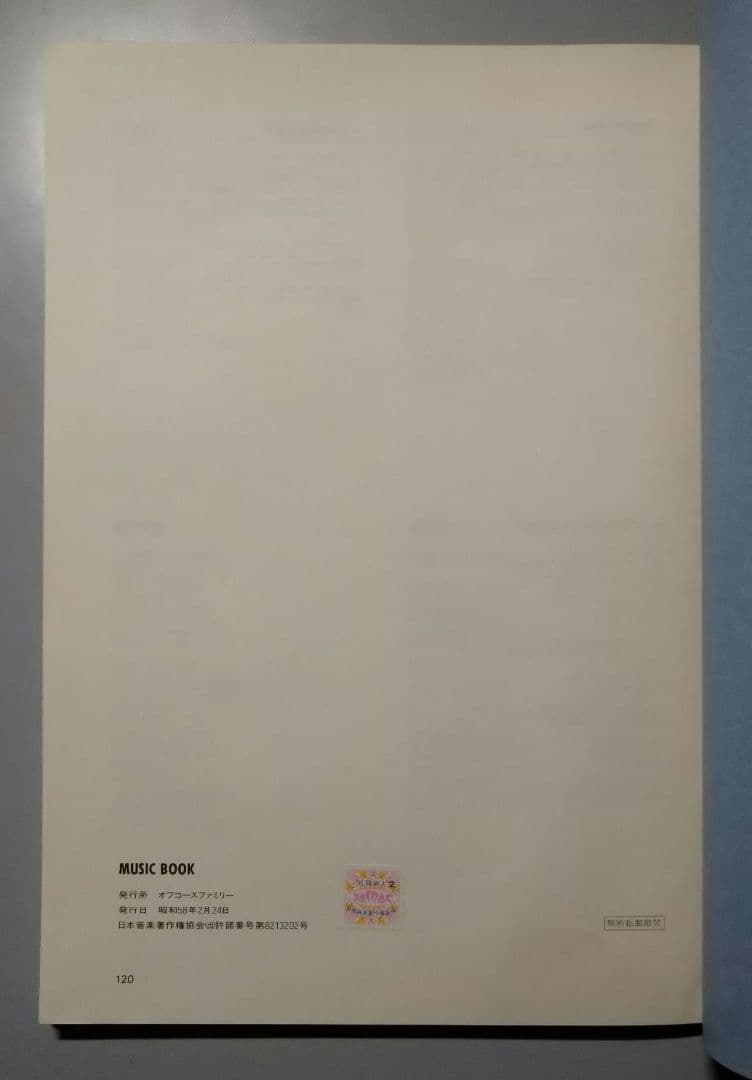 MUSIC BOOK
発行所 オフコースファミリー
発行日 昭和58年2月24日
日本音楽著作権協会㈳許諾番号第8213202号
2
JASRAC
無断転載厳禁
120